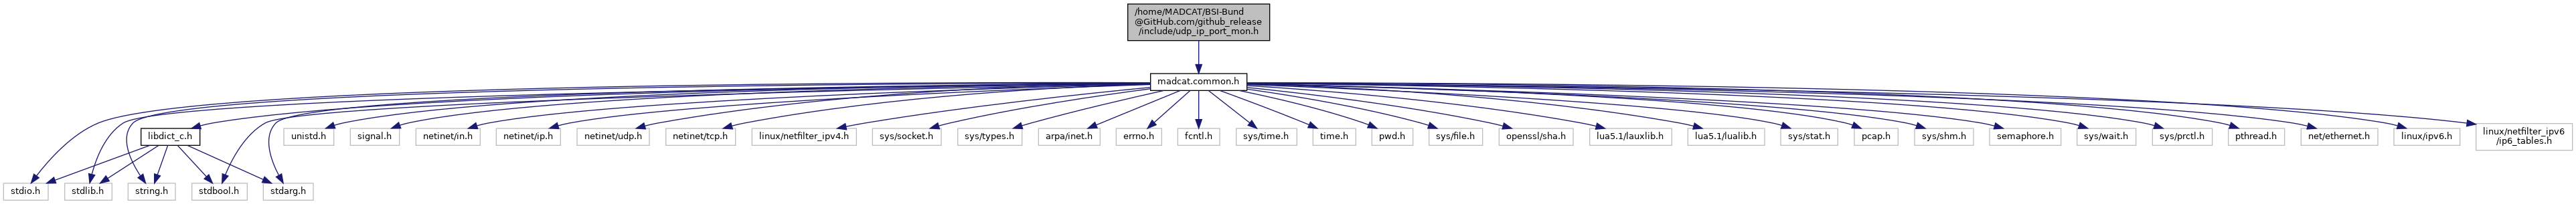 /home/MADCAT/BSI-Bund
@GitHub.com/github_release
/include/udp_ip_port_mon.h
madcat.common.h
libdict_c.h
unistd.h
signal.h
netinet/in.h
netinet/ip.h
netinet/udp.h
netinet/tcp.h
linux/netfilter_ipv4.h
sys/socket.h
sys/types.h
arpa/inet.h
errno.h
fcntl.h
sys/time.h
time.h
pwd.h
sys/file.h
openssl/sha.h
lua5.1/lauxlib.h
lua5.1/lualib.h
sys/stat.h
pcap.h
sys/shm.h
semaphore.h
sys/wait.h
sys/prctl.h
pthread.h
net/ethernet.h
linux/ipv6.h
linux/netfilter_ipv6
/ip6_tables.h
stdio.h
stdlib.h
string.h
stdbool.h
stdarg.h